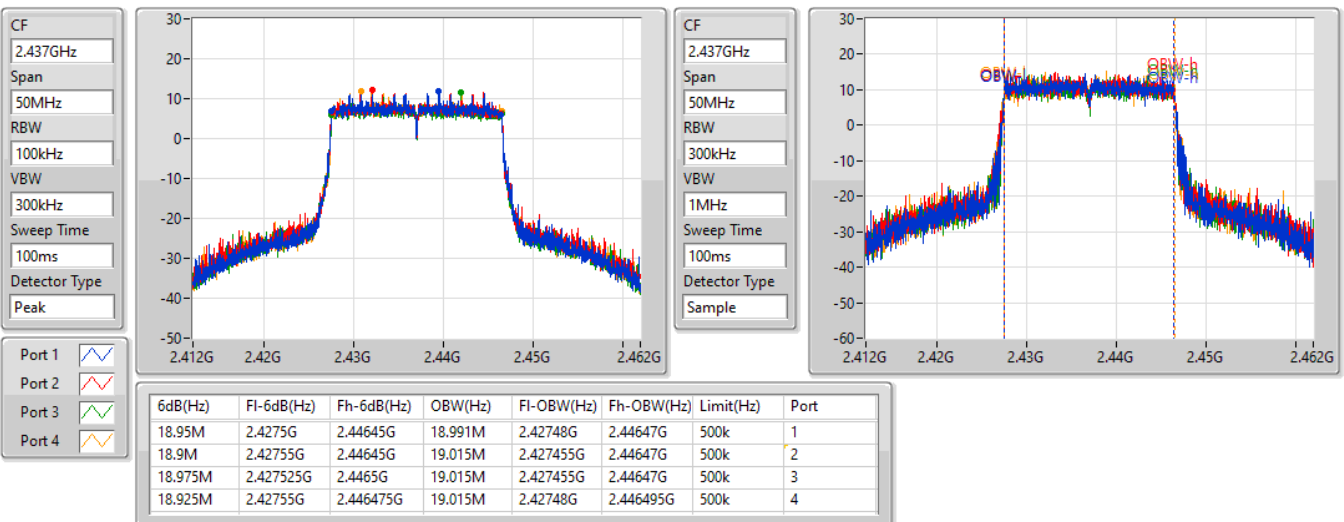 CF
2.437GHz
Span
50MHz
RBW
100kHz
VBW
300kHz
Sweep Time
100ms
Detector Type
Peak
30
20
10
0
-10
-20
-30
-40
-50
2.412G 2.42G 2.43G 2.44G 2.45G 2.462G
Port 1
Port 2
Port 3
Port 4
CF
2.437GHz
Span
50MHz
RBW
300kHz
VBW
1MHz
Sweep Time
100ms
Detector Type
Sample
30
20
10
0
-10
-20
-30
-40
-50
-60
OBW-h
2.412G 2.42G 2.43G 2.44G 2.45G 2.462G
6dB(Hz) Fl-6dB(Hz) Fh-6dB(Hz) OBW(Hz) Fl-OBW(Hz) Fh-OBW(Hz) Limit(Hz) Port
18.95M 2.4275G 2.44645G 18.991M 2.42748G 2.44647G 500k 1
18.9M 2.42755G 2.44645G 19.015M 2.427455G 2.44647G 500k 2
18.975M 2.427525G 2.4465G 19.015M 2.427455G 2.44647G 500k 3
18.925M 2.42755G 2.446475G 19.015M 2.42748G 2.446495G 500k 4